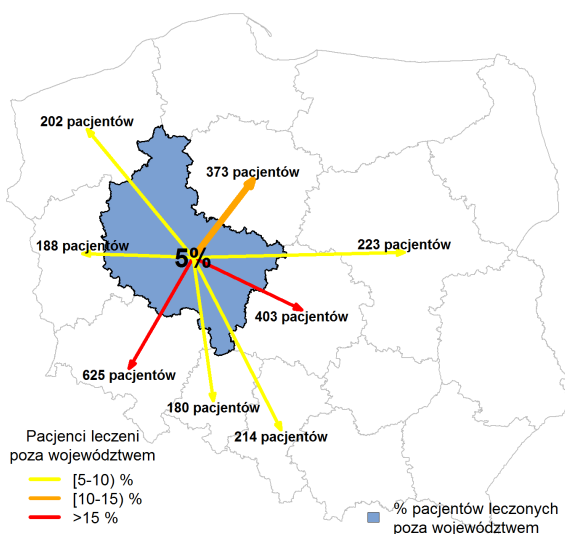 202 pacjentów
373 pacjentów
188 pacjentów
5%
223 pacjentów
403 pacjentów
625 pacjentów
180 pacjentów
214 pacjentów
Pacjenci leczeni
poza województwem
[5-10) %
[10-15) %
>15 %
% pacjentów leczonych
poza województwem